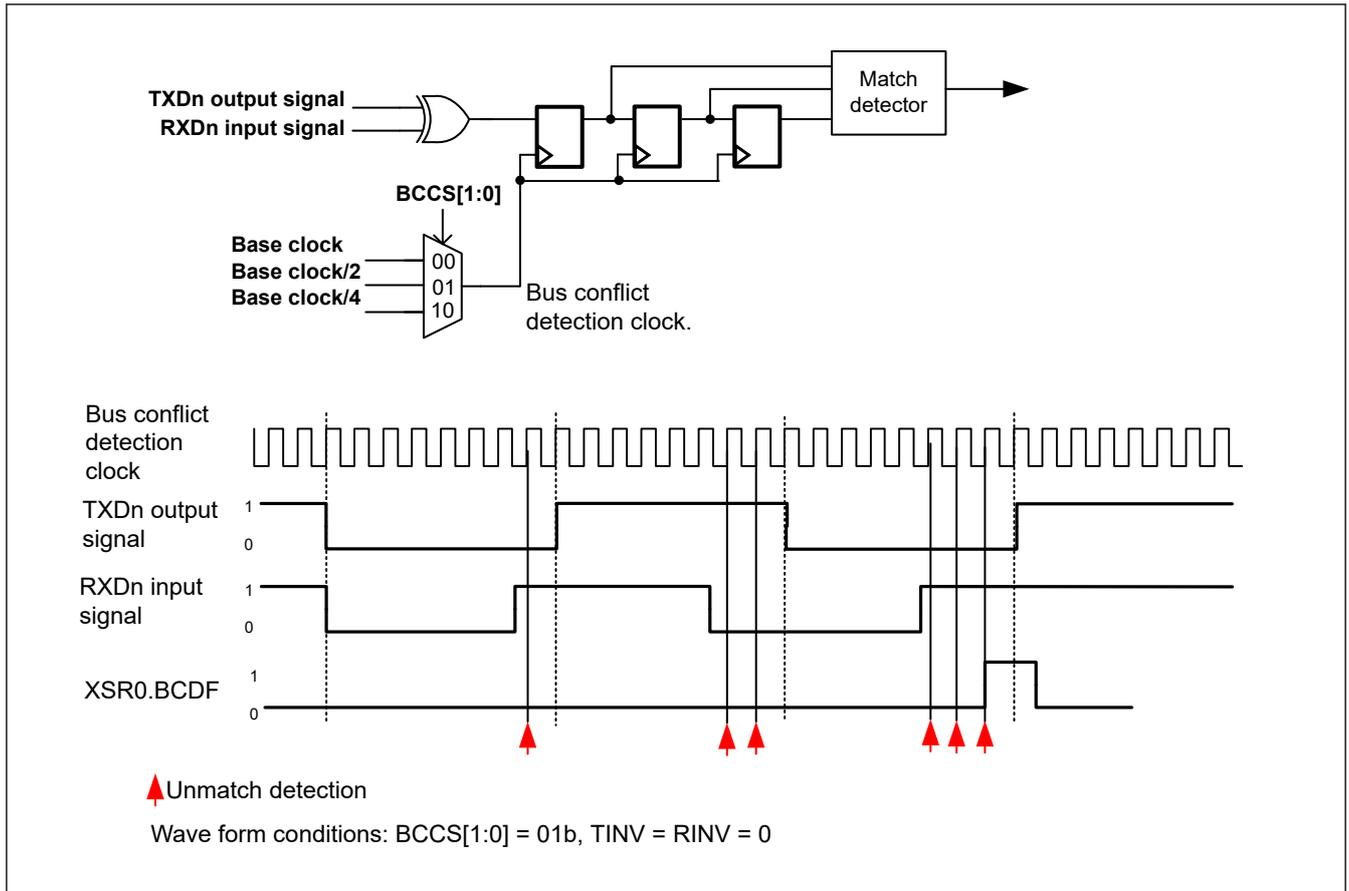 TXDn output signal
RXDn input signal
Match
detector
BCCS[1:0]
Base clock
Base clock/2
Base clock/4
00
01
10
Bus conflict
detection clock.
Bus conflict
detection
clock
TXDn output
signal
1
0
RXDn input
signal
1
0
XSR0.BCDF
1
0
Unmatch detection
Wave form conditions: BCCS[1:0] = 01b, TINV = RINV = 0